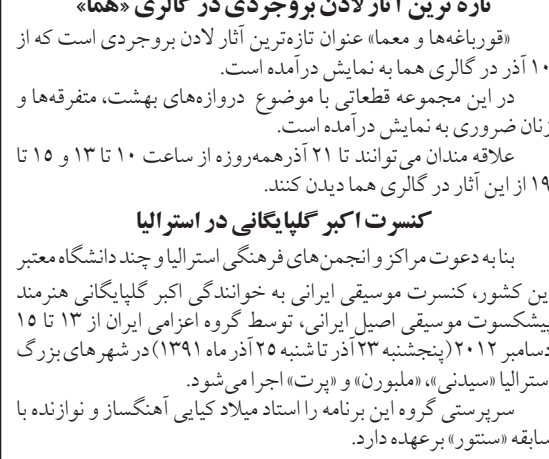 تازه ترین آثار لادن بروجردی در گالری «هما»
«قورباغه‌ها و معما» عنوان تازه‌ترین آثار لادن بروجردی است که از
۱۰ آذر در گالری هما به نمایش درآمده است.
در این مجموعه قطعاتی با موضوع دروازه‌های بهشت، متفرقه‌ها و
زنان ضروری به نمایش درآمده است.
علاقه مندان می‌توانند تا ۲۱ آذرهمه‌روزه از ساعت ۱۰ تا ۱۳ و ۱۵ تا
۱۹ از این آثار در گالری هما دیدن کنند.
کنسرت اکبر گلپایگانی در استرالیا
بنا به دعوت مراکز و انجمن‌های فرهنگی استرالیا و چند دانشگاه معتبر
این کشور، کنسرت موسیقی ایرانی به خوانندگی اکبر گلپایگانی هنرمند
پیشکسوت موسیقی اصیل ایرانی، توسط گروه اعزامی ایران از ۱۳ تا ۱۵
دسامبر ۲۰۱۲ (پنجشنبه ۲۳ آذر تا شنبه ۲۵ آذر ماه ۱۳۹۱) در شهرهای بزرگ
استرالیا «سیدنی»، «ملبورن» و «پرت» اجرا می‌شود.
سرپرستی گروه این برنامه را استاد میلاد کیایی آهنگساز و نوازنده با
سابقه «سنتور» برعهده دارد.